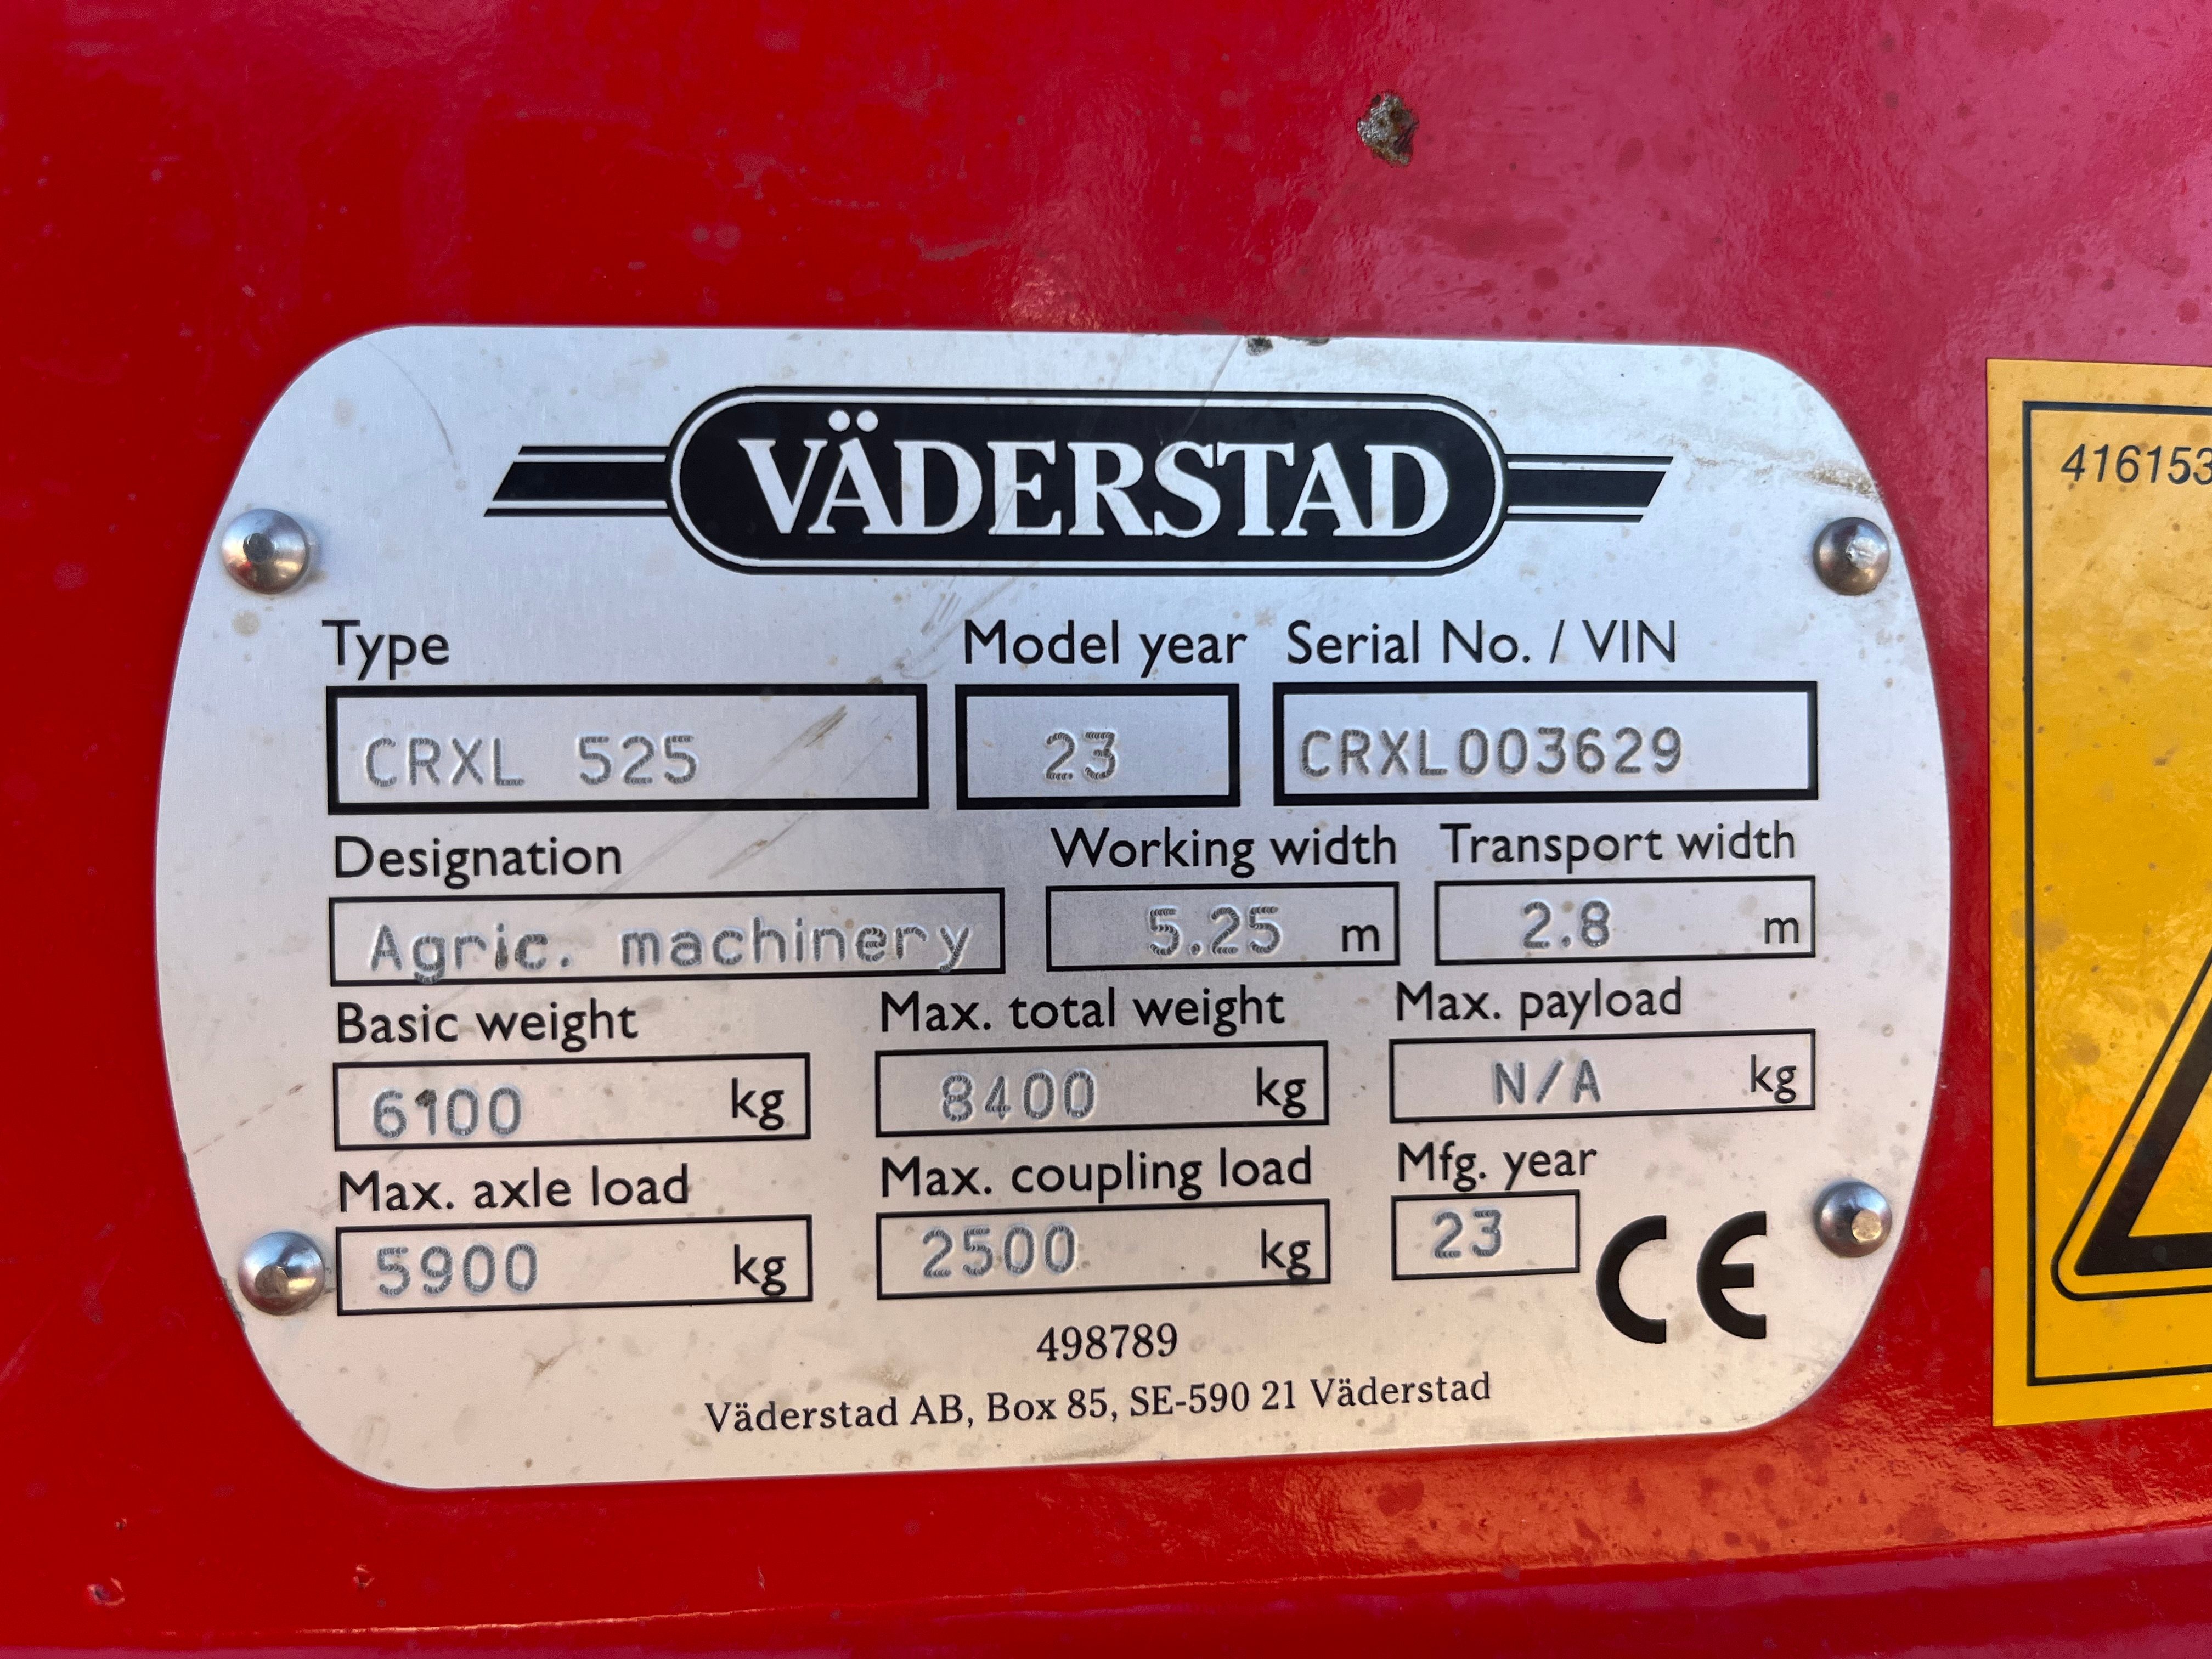 VÄDERSTAD
Type Model year Serial No. / VIN
CRXL 525 23 CRXL003629
Designation Working width Transport width
Agric. machinery 5.25 m 2.8 m
Basic weight Max. total weight Max. payload
6100 kg 8400 kg N/A kg
Max. axle load Max. coupling load Mfg. year
5900 kg 2500 kg 23 CE
498789
Väderstad AB, Box 85, SE-590 21 Väderstad
416153